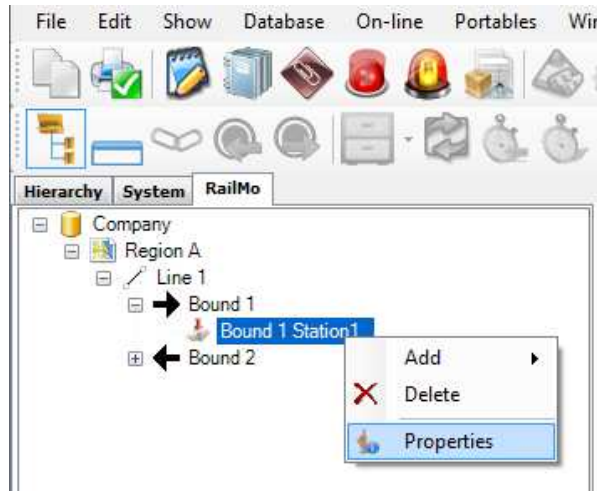 File Edit Show Database On-line Portables Wi
Hierarchy System RailMo
Company
Region A
Line 1
Bound 1
Bound 1 Station1
Bound 2
Add
Delete
Properties